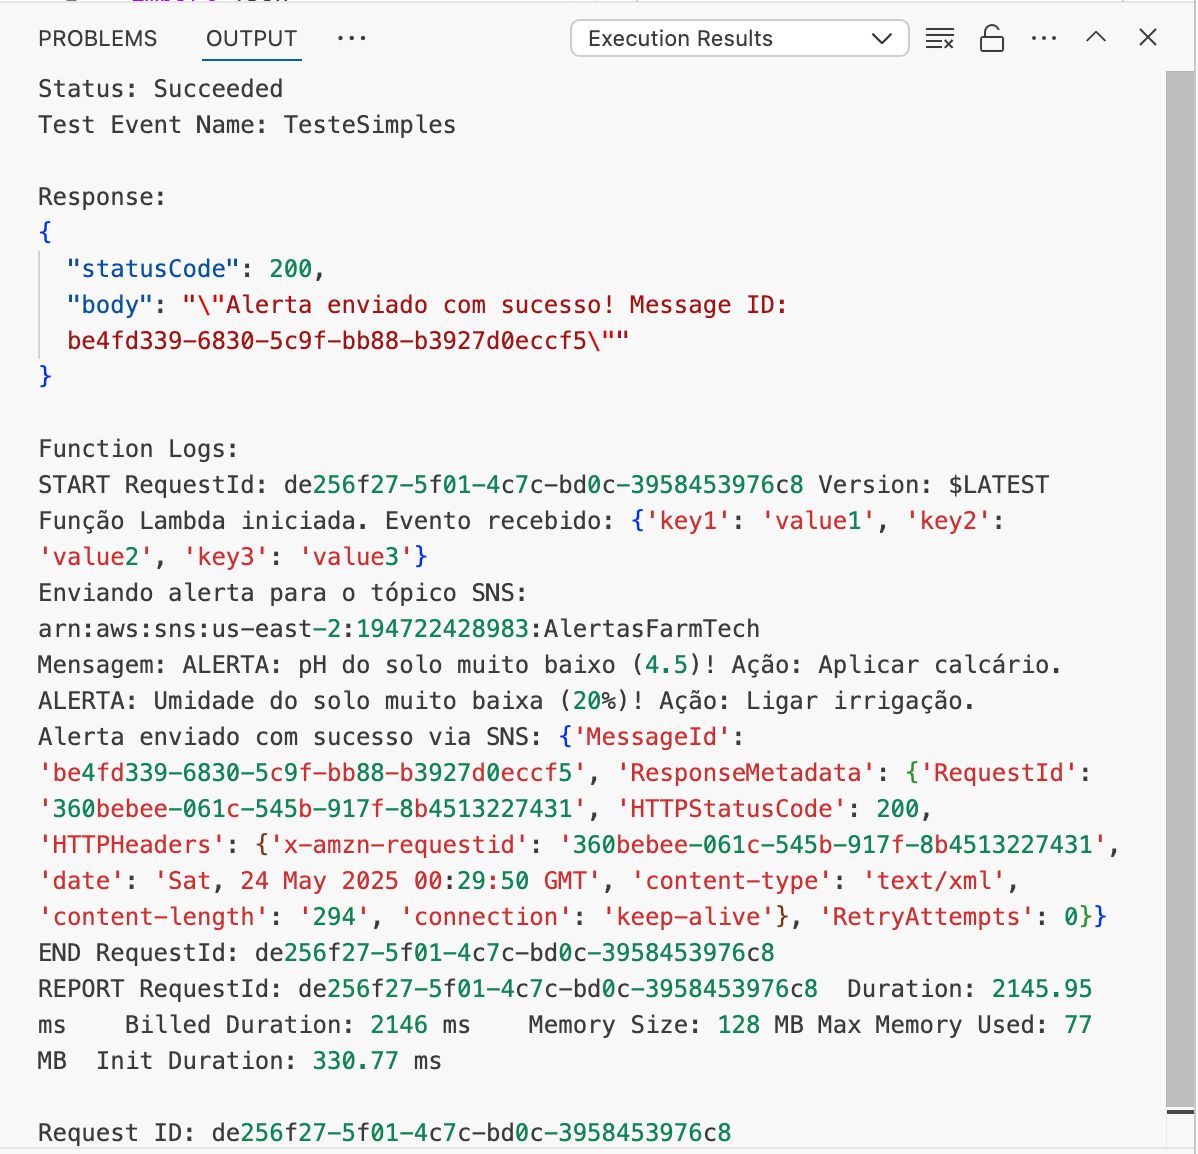 PROBLEMS OUTPUT ... Execution Results ...
Status: Succeeded
Test Event Name: TesteSimples
Response:
{
"statusCode": 200,
"body": "\"Alerta enviado com sucesso! Message ID:
be4fd339-6830-5c9f-bb88-b3927d0eccf5\""
}
Function Logs:
START RequestId: de256f27-5f01-4c7c-bd0c-3958453976c8 Version: $LATEST
Função Lambda iniciada. Evento recebido: {'key1': 'value1', 'key2':
'value2', 'key3': 'value3'}
Enviando alerta para o tópico SNS:
arn:aws:sns:us-east-2:194722428983:AlertasFarmTech
Mensagem: ALERTA: pH do solo muito baixo (4.5)! Ação: Aplicar calcário.
ALERTA: Umidade do solo muito baixa (20%)! Ação: Ligar irrigação.
Alerta enviado com sucesso via SNS: {'MessageId':
'be4fd339-6830-5c9f-bb88-b3927d0eccf5', 'ResponseMetadata': {'RequestId':
'360bebee-061c-545b-917f-8b4513227431', 'HTTPStatusCode': 200,
'HTTPHeaders': {'x-amzn-requestid': '360bebee-061c-545b-917f-8b4513227431',
'date': 'Sat, 24 May 2025 00:29:50 GMT', 'content-type': 'text/xml',
'content-length': '294', 'connection': 'keep-alive'}, 'RetryAttempts': 0}}
END RequestId: de256f27-5f01-4c7c-bd0c-3958453976c8
REPORT RequestId: de256f27-5f01-4c7c-bd0c-3958453976c8 Duration: 2145.95
ms Billed Duration: 2146 ms Memory Size: 128 MB Max Memory Used: 77
MB Init Duration: 330.77 ms
Request ID: de256f27-5f01-4c7c-bd0c-3958453976c8